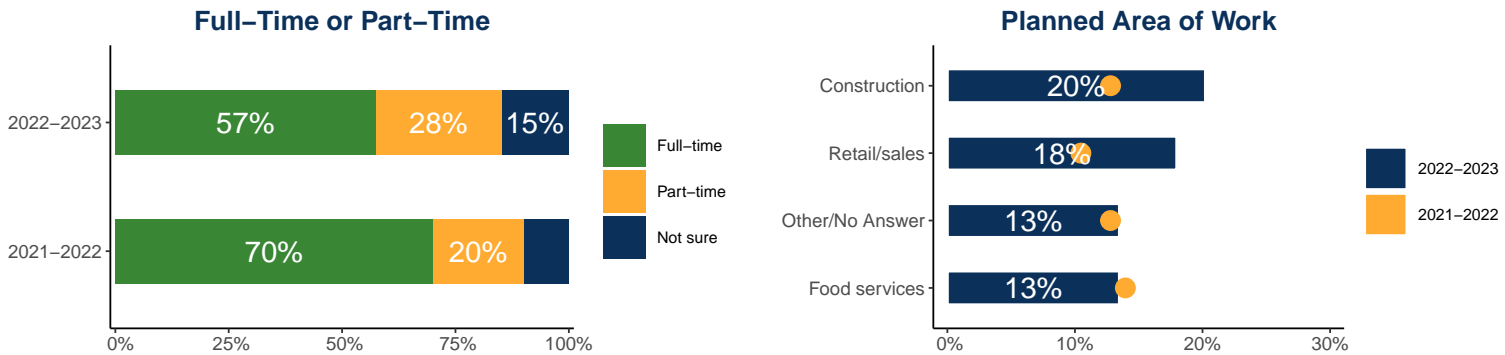 Full−Time or Part−Time
2022−2023
57%
28%
15%
2021−2022
70%
20%
0%
25%
50%
75%
100%
Full−time
Part−time
Not sure
Planned Area of Work
Construction
20%
Retail/sales
18%
Other/No Answer
13%
Food services
13%
0%
10%
20%
30%
2022−2023
2021−2022